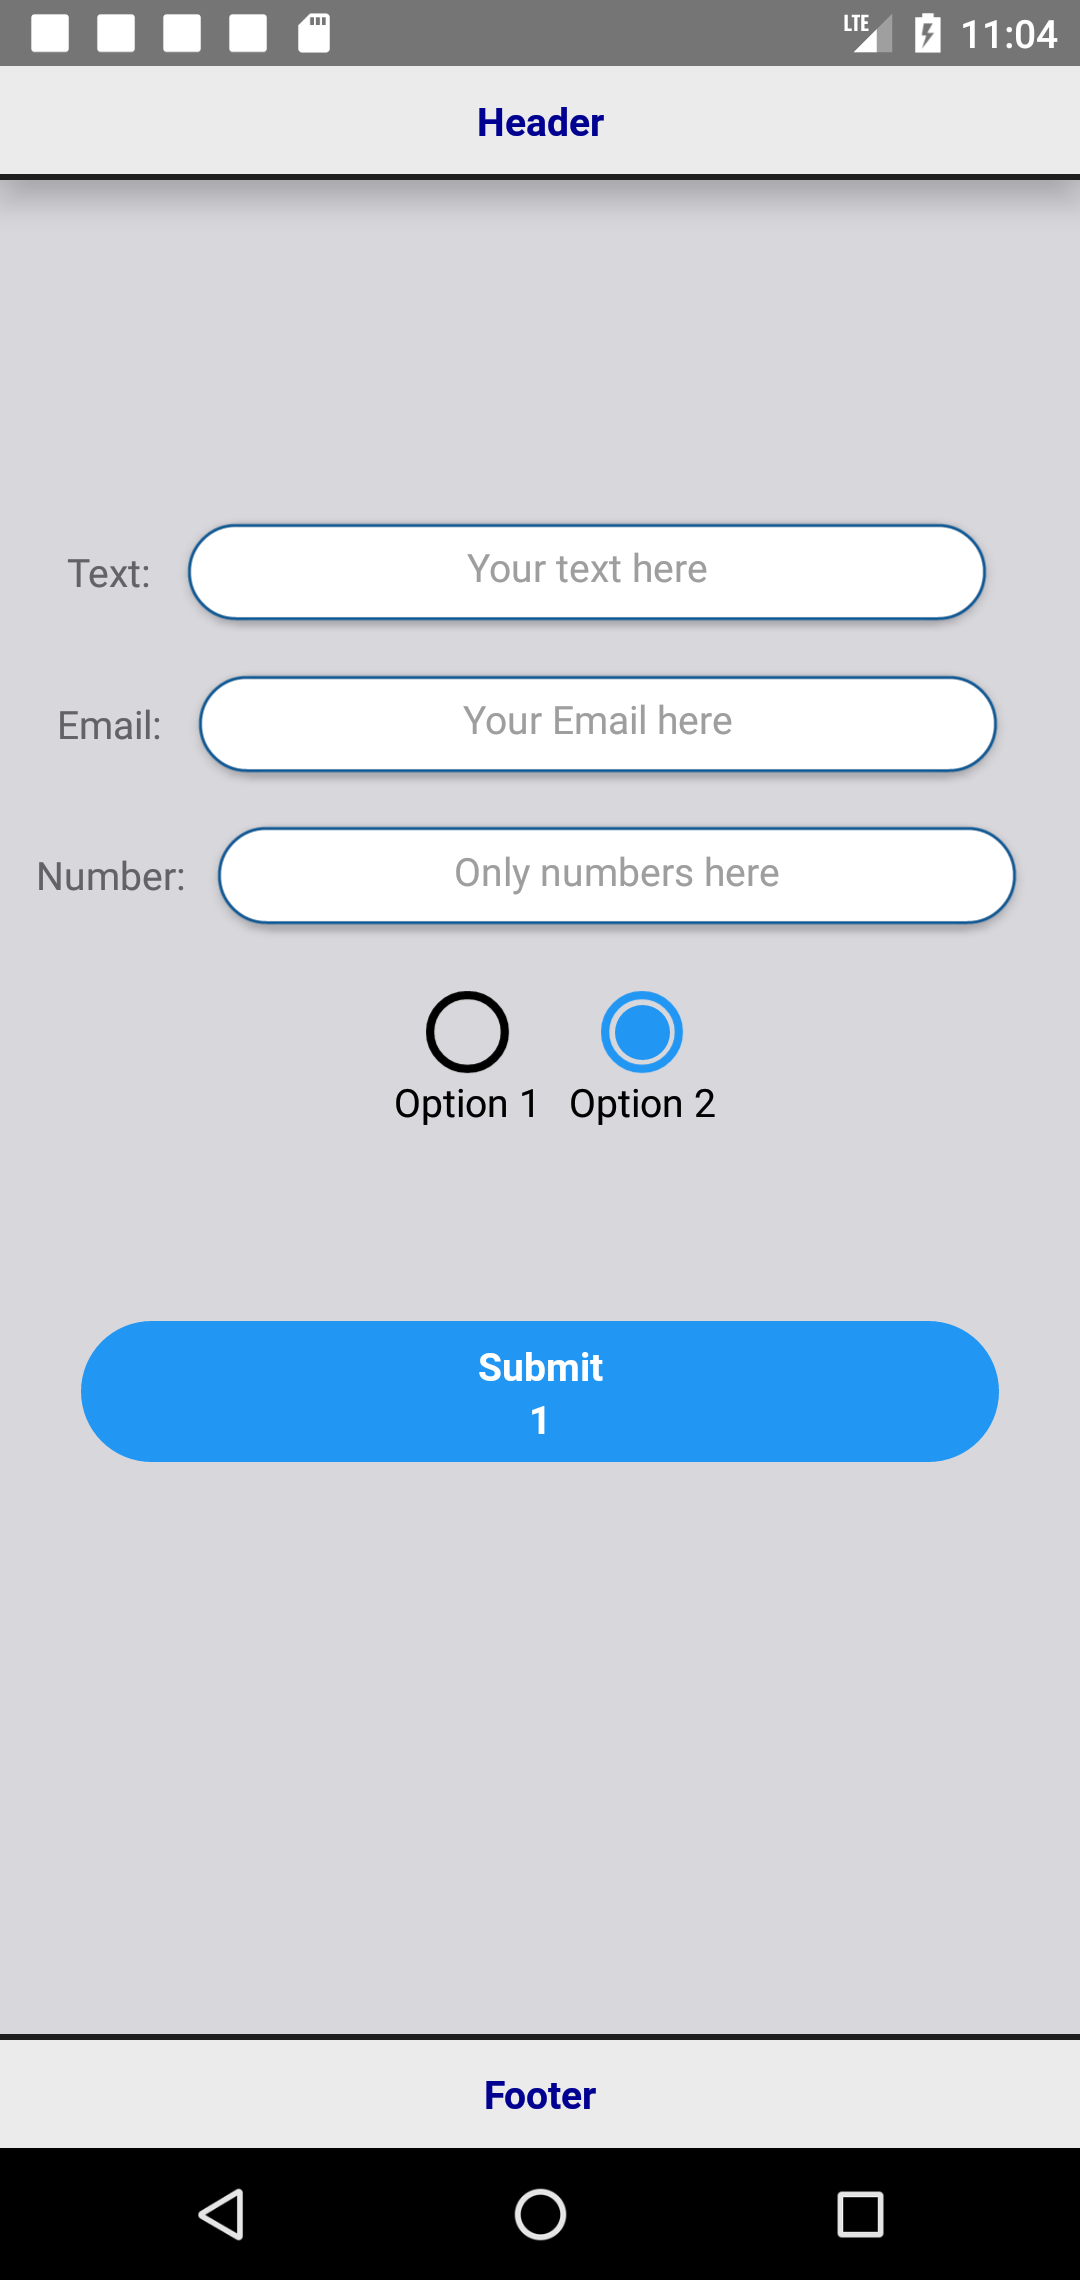 LTE 11:04
Header
Text: Your text here
Email: Your Email here
Number: Only numbers here
Option 1 Option 2
Submit
1
Footer